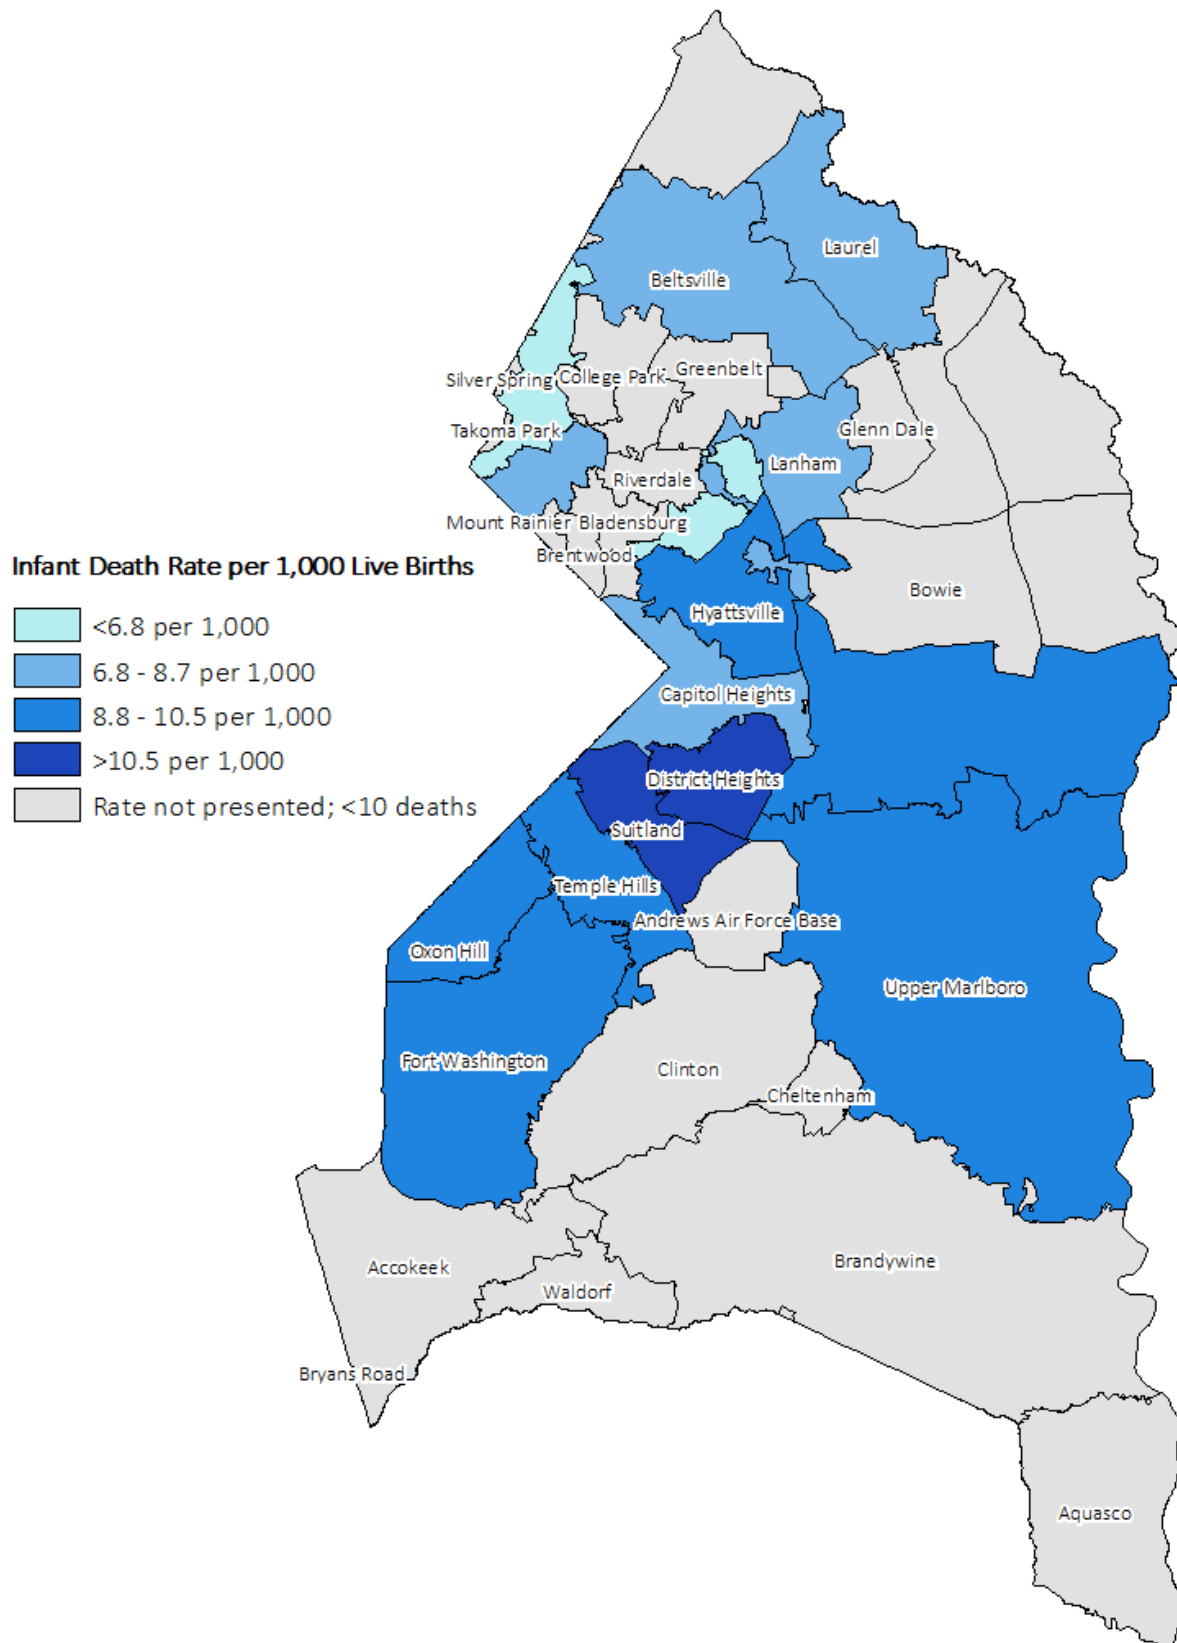 Laurel
Beltsville
Greenbelt
Silver Spring
College Park
Takoma Park
Glenn Dale
Lanham
Riverdale
Mount Rainier
Bladensburg
Brentwood
Infant Death Rate per 1,000 Live Births
<6.8 per 1,000
6.8 - 8.7 per 1,000
8.8 - 10.5 per 1,000
>10.5 per 1,000
Rate not presented; <10 deaths
Bowie
Hyattsville
Capitol Heights
District Heights
Suitland
Temple Hills
Andrews Air Force Base
Oxon Hill
Upper Marlboro
Fort Washington
Clinton
Cheltenham
Accokeek
Brandywine
Waldorf
Bryans Road
Aquasco